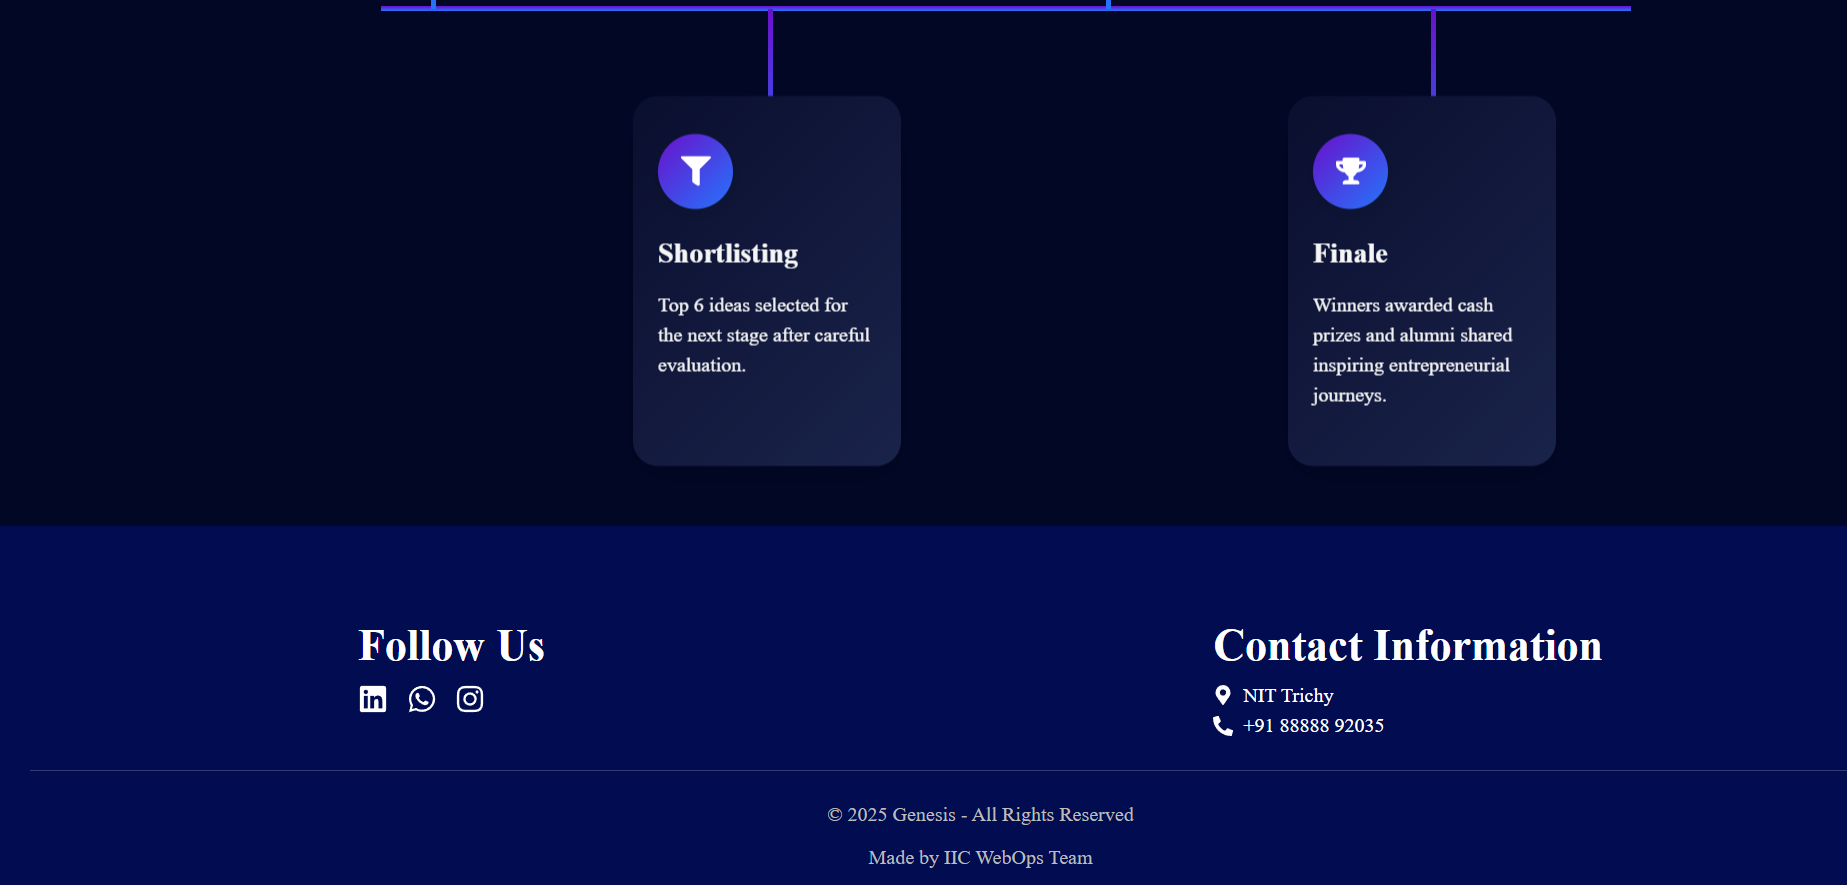 Shortlisting
Top 6 ideas selected for
the next stage after careful
evaluation.
Finale
Winners awarded cash
prizes and alumni shared
inspiring entrepreneurial
journeys.
Follow Us
Contact Information
NIT Trichy
+91 88888 92035
© 2025 Genesis - All Rights Reserved
Made by IIC WebOps Team